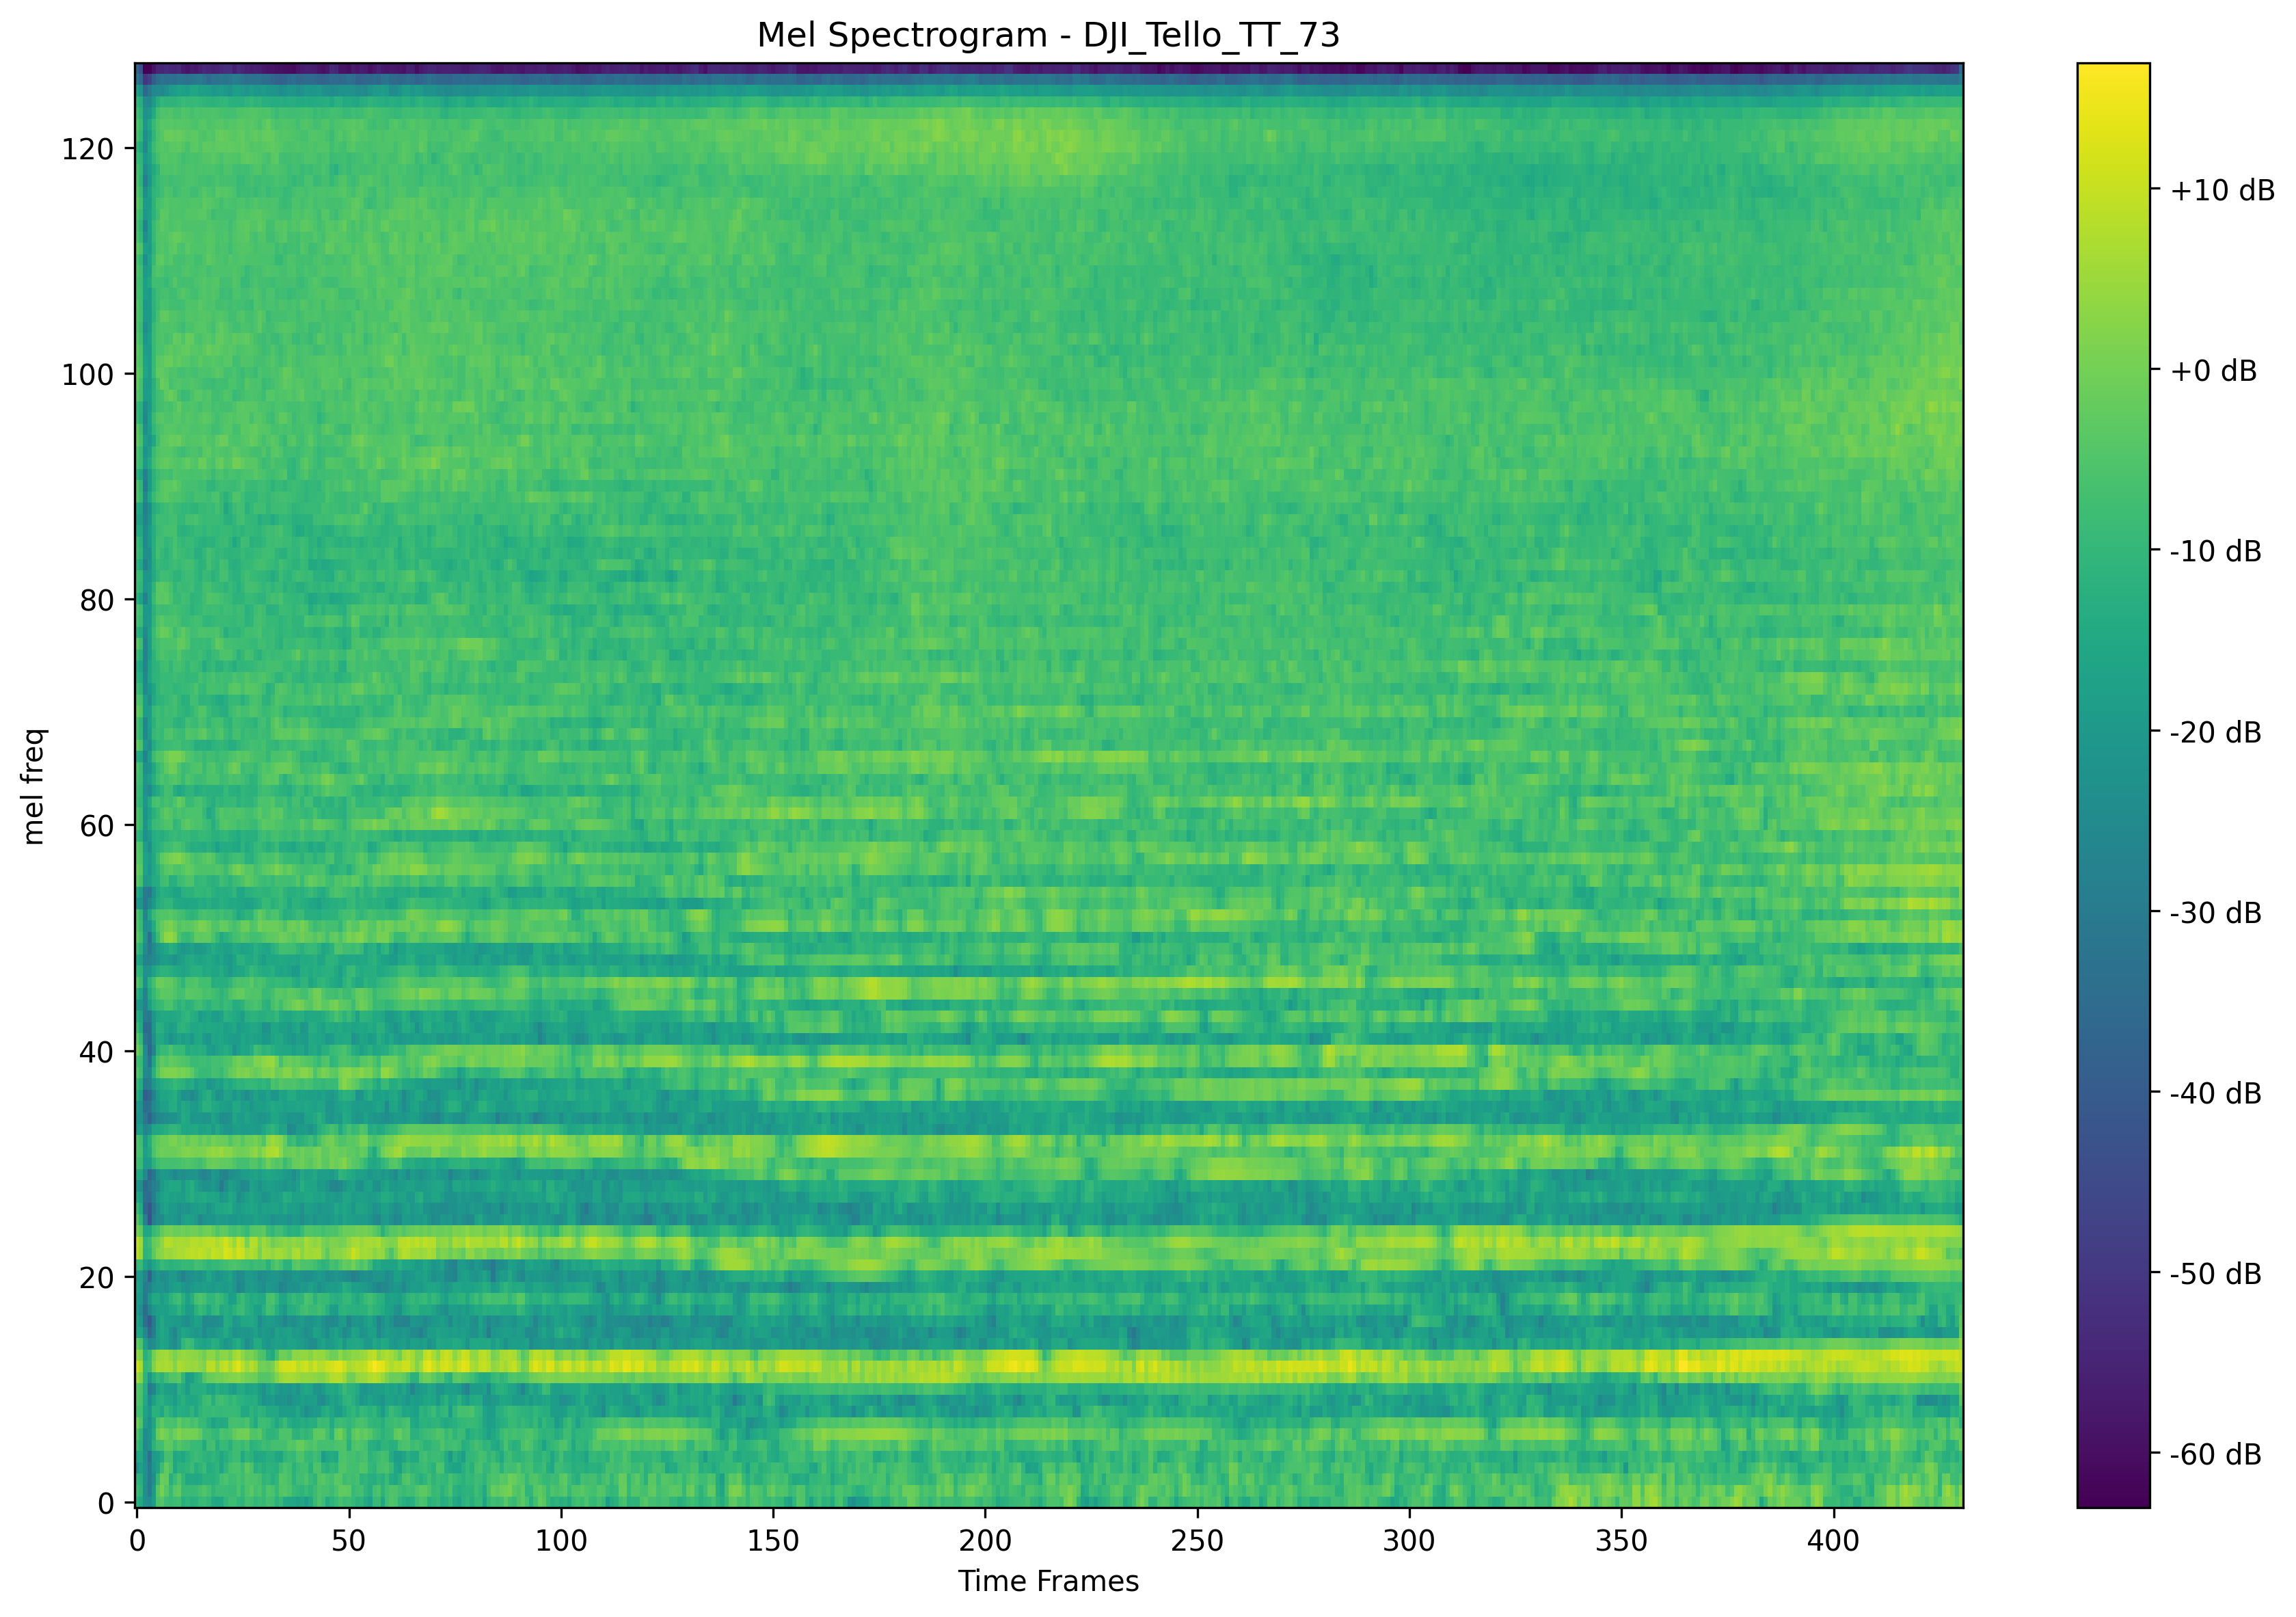 Mel Spectrogram - DJI_Tello_TT_73
mel freq
120
100
80
60
40
20
0
0 50 100 150 200 250 300 350 400
Time Frames
+10 dB
+0 dB
-10 dB
-20 dB
-30 dB
-40 dB
-50 dB
-60 dB